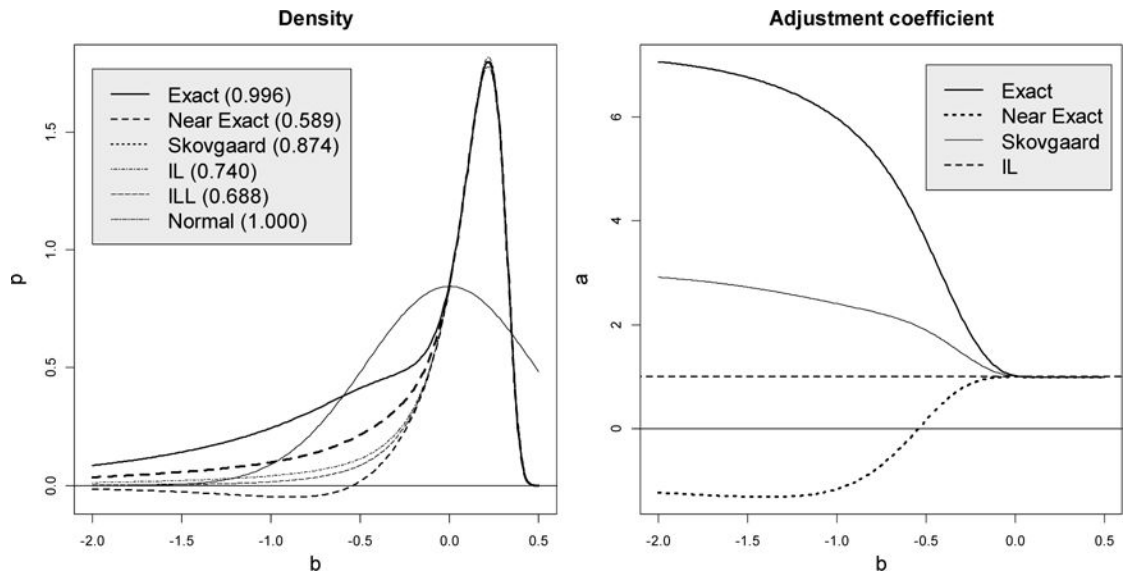 Density
Exact (0.996)
Near Exact (0.589)
Skovgaard (0.874)
IL (0.740)
ILL (0.688)
Normal (1.000)
p
0.0
0.5
1.0
1.5
-2.0 -1.5 -1.0 -0.5 0.0 0.5
b
Adjustment coefficient
Exact
Near Exact
Skovgaard
IL
a
0
2
4
6
-2.0 -1.5 -1.0 -0.5 0.0 0.5
b